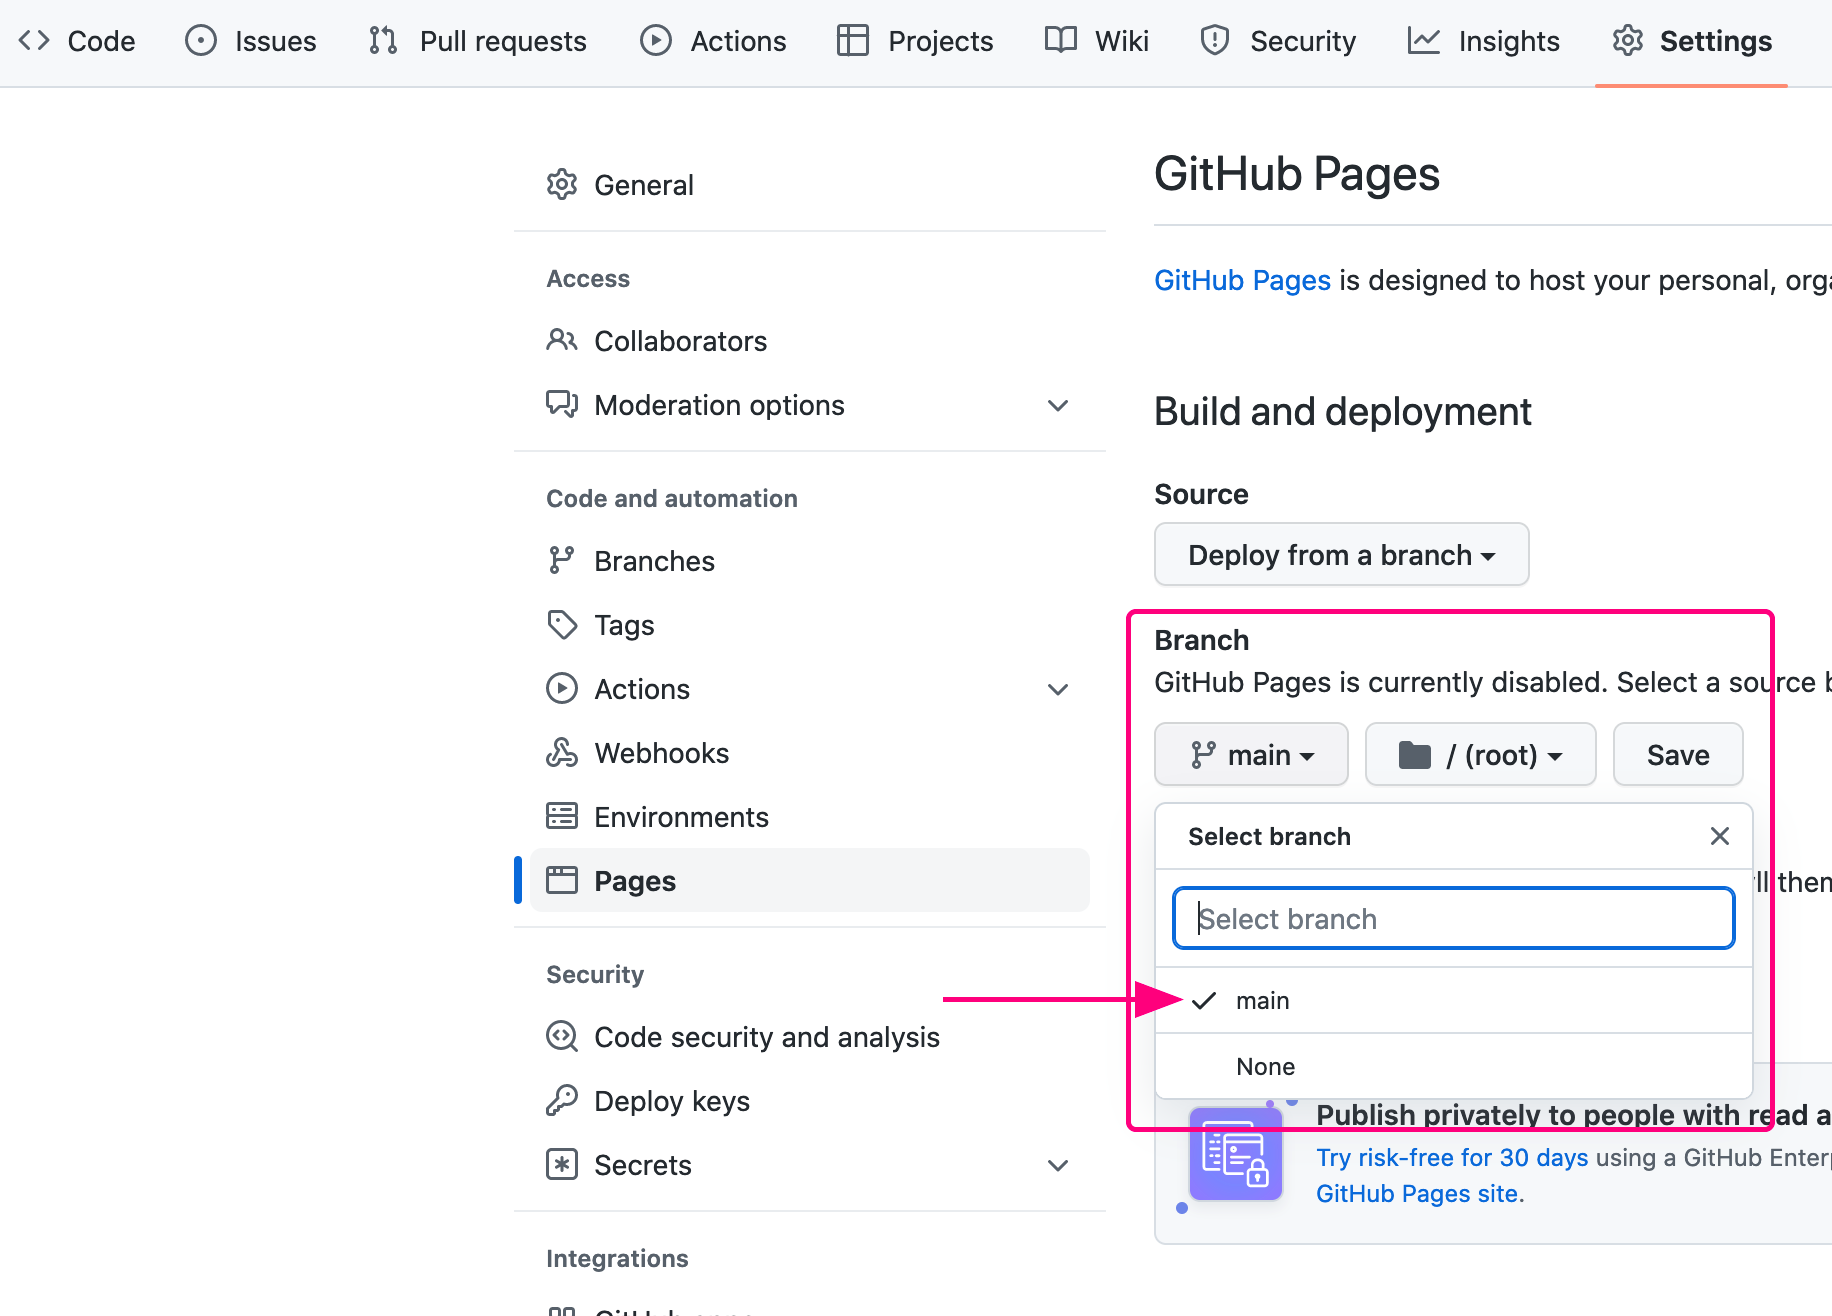 Code Issues Pull requests Actions Projects Wiki Security Insights Settings
General
Access
Collaborators
Moderation options
Code and automation
Branches
Tags
Actions
Webhooks
Environments
Pages
Security
Code security and analysis
Deploy keys
Secrets
Integrations
GitHub Pages
GitHub Pages is designed to host your personal,
Build and deployment
Source
Deploy from a branch
Branch
GitHub Pages is currently disabled. Select a source
main / (root) Save
Select branch
Select branch
main
None
Publish privately to people with read
Try risk-free for 30 days using a GitHub
GitHub Pages site.